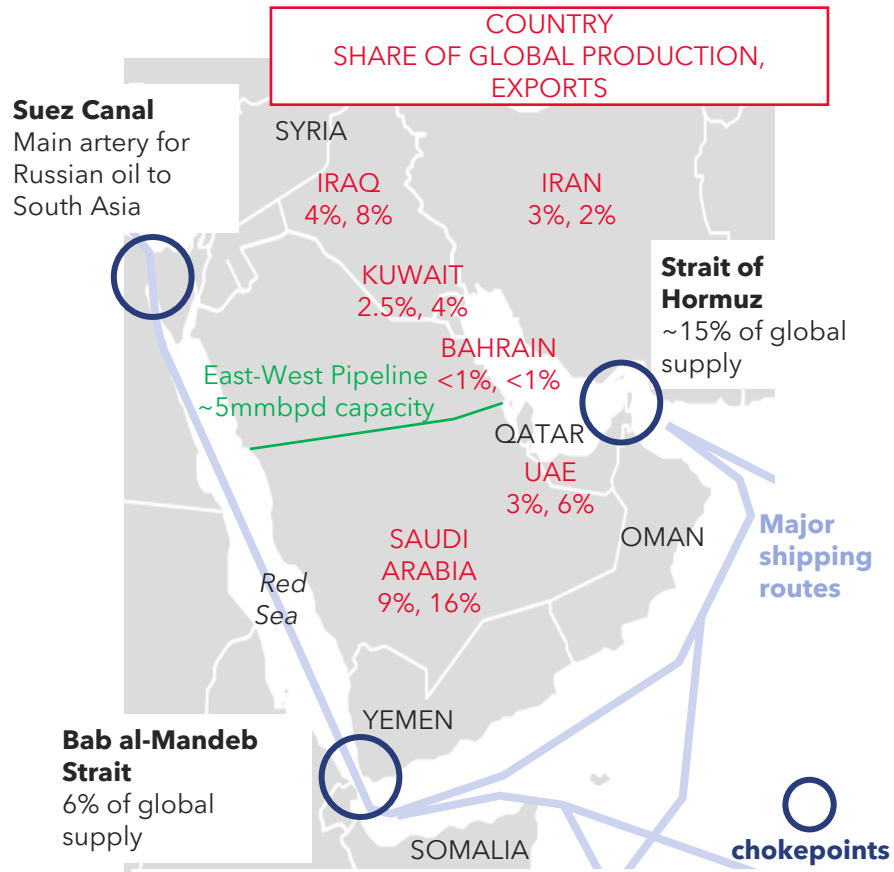 COUNTRY
SHARE OF GLOBAL PRODUCTION,
EXPORTS
Suez Canal
Main artery for
Russian oil to
South Asia
SYRIA
IRAQ
4%, 8%
IRAN
3%, 2%
KUWAIT
2.5%, 4%
Strait of
Hormuz
~15% of global
supply
BAHRAIN
<1%, <1%
East-West Pipeline
~5mmbpd capacity
QATAR
UAE
3%, 6%
OMAN
SAUDI
ARABIA
9%, 16%
Major
shipping
routes
Red
Sea
YEMEN
Bab al-Mandeb
Strait
6% of global
supply
SOMALIA
chokepoints